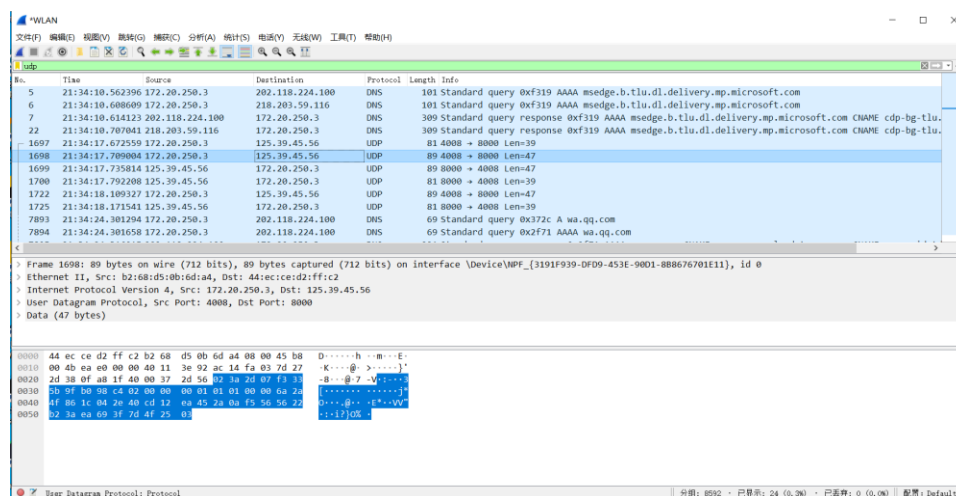 *WLAN
文件(F) 编辑(E) 视图(V) 跳转(G) 捕获(C) 分析(A) 统计(S) 电话(Y) 无线(W) 工具(T) 帮助(H)
udp
No. Time Source Destination Protocol Length Info
5 21:34:10.562396 172.20.250.3 202.118.224.100 DNS 101 Standard query 0xf319 AAAA msedge.b.tlu.dl.delivery.mp.microsoft.com
6 21:34:10.608609 172.20.250.3 218.203.59.116 DNS 101 Standard query 0xf319 AAAA msedge.b.tlu.dl.delivery.mp.microsoft.com
7 21:34:10.614123 202.118.224.100 172.20.250.3 DNS 309 Standard query response 0xf319 AAAA msedge.b.tlu.dl.delivery.mp.microsoft.com CNAME cdp-bg-tlu.
22 21:34:10.707041 218.203.59.116 172.20.250.3 DNS 309 Standard query response 0xf319 AAAA msedge.b.tlu.dl.delivery.mp.microsoft.com CNAME cdp-bg-tlu.
1697 21:34:17.672559 172.20.250.3 125.39.45.56 UDP 81 4008 → 8000 Len=39
1698 21:34:17.709004 172.20.250.3 125.39.45.56 UDP 89 4008 → 8000 Len=47
1699 21:34:17.735814 125.39.45.56 172.20.250.3 UDP 89 8000 → 4008 Len=47
1700 21:34:17.792208 125.39.45.56 172.20.250.3 UDP 81 8000 → 4008 Len=39
1722 21:34:18.109327 172.20.250.3 125.39.45.56 UDP 89 4008 → 8000 Len=47
1725 21:34:18.171541 125.39.45.56 172.20.250.3 UDP 81 8000 → 4008 Len=39
7893 21:34:24.301294 172.20.250.3 202.118.224.100 DNS 69 Standard query 0x372c A wa.qq.com
7894 21:34:24.301658 172.20.250.3 202.118.224.100 DNS 69 Standard query 0x2f71 AAAA wa.qq.com
> Frame 1698: 89 bytes on wire (712 bits), 89 bytes captured (712 bits) on interface \Device\NPF_{3191F939-DFD9-453E-90D1-8B8676701E11}, id 0
> Ethernet II, Src: b2:68:d5:0b:6d:a4, Dst: 44:ec:ce:d2:ff:c2
> Internet Protocol Version 4, Src: 172.20.250.3, Dst: 125.39.45.56
> User Datagram Protocol, Src Port: 4008, Dst Port: 8000
> Data (47 bytes)
0000 44 ec ce d2 ff c2 b2 68 d5 0b 6d a4 08 00 45 b8 D······h ··m···E·
0010 00 4b ea e0 00 00 40 11 3e 92 ac 14 fa 03 7d 27 ·K····@· >·····}'
0020 2d 38 0f a8 1f 40 00 37 2d 56 02 3a 2d 07 f3 33 -8···@·7 -V·:-··3
0030 5b 9f b0 98 c4 02 00 00 00 01 01 01 00 00 6a 2a [······· ······j*
0040 4f 86 1c 04 2e 40 cd 12 ea 45 2a 0a f5 56 56 22 O····@·· ·E*··VV"
0050 b2 3a ea 69 3f 7d 4f 25 03 ·:·i?}O% ·
User Datagram Protocol: Protocol 分组: 8592 · 已显示: 24 (0.3%) · 已丢弃: 0 (0.0%) 配置: Default